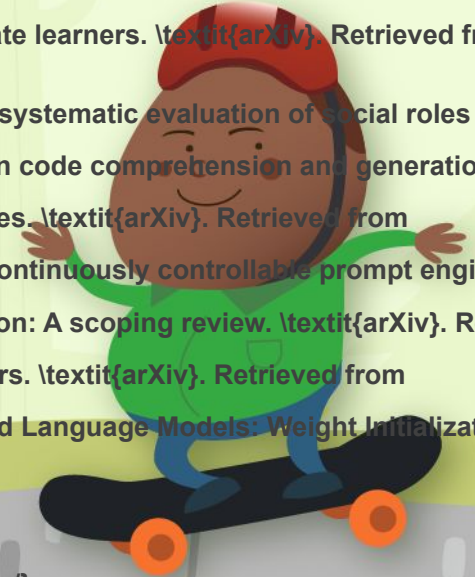 ate learners. \textit{arXiv}. Retrieved fr
systematic evaluation of social roles
n code comprehension and generatio
es. \textit{arXiv}. Retrieved from
ontinuously controllable prompt engi
on: A scoping review. \textit{arXiv}. R
rs. \textit{arXiv}. Retrieved from
d Language Models: Weight Initializat